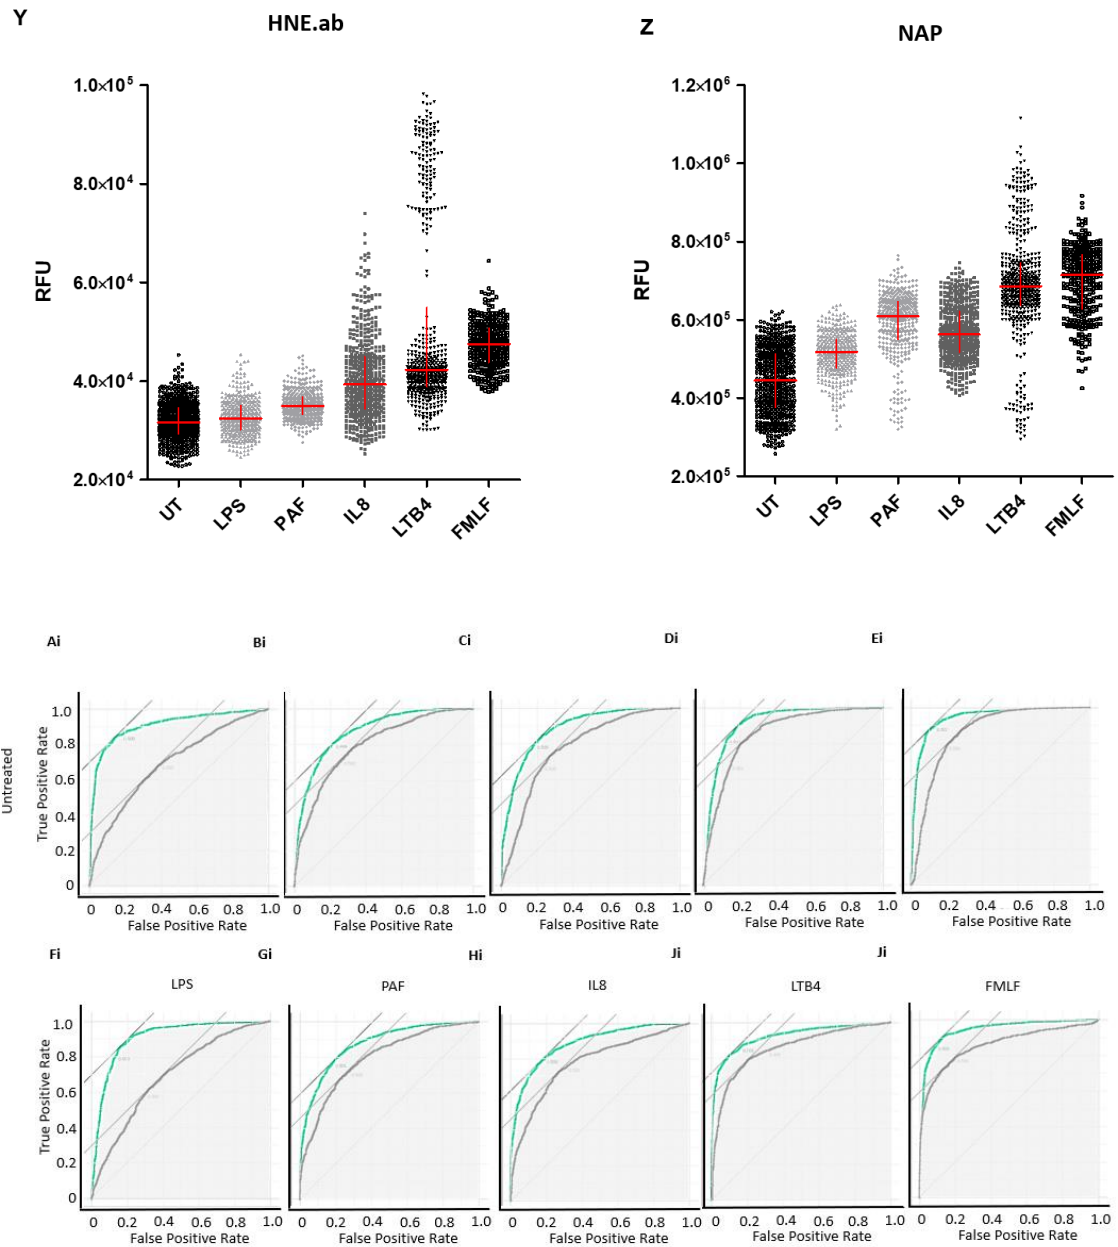 Y
HNE.ab
Z
NAP
1.0×10⁵
8.0×10⁴
6.0×10⁴
4.0×10⁴
2.0×10⁴
RFU
UT
LPS
PAF
IL8
LTB4
FMLF
1.2×10⁶
1.0×10⁶
8.0×10⁵
6.0×10⁵
4.0×10⁵
2.0×10⁵
RFU
UT
LPS
PAF
IL8
LTB4
FMLF
Ai
Bi
Ci
Di
Ei
Untreated
True Positive Rate
1.0
0.8
0.6
0.4
0.2
0
0 0.2 0.4 0.6 0.8 1.0
0 0.2 0.4 0.6 0.8 1.0
0 0.2 0.4 0.6 0.8 1.0
0 0.2 0.4 0.6 0.8 1.0
0 0.2 0.4 0.6 0.8 1.0
False Positive Rate
False Positive Rate
False Positive Rate
False Positive Rate
False Positive Rate
Fi
Gi
Hi
Ji
Ji
LPS
PAF
IL8
LTB4
FMLF
True Positive Rate
1.0
0.8
0.6
0.4
0.2
0
0 0.2 0.4 0.6 0.8 1.0
0 0.2 0.4 0.6 0.8 1.0
0 0.2 0.4 0.6 0.8 1.0
0 0.2 0.4 0.6 0.8 1.0
0 0.2 0.4 0.6 0.8 1.0
False Positive Rate
False Positive Rate
False Positive Rate
False Positive Rate
False Positive Rate